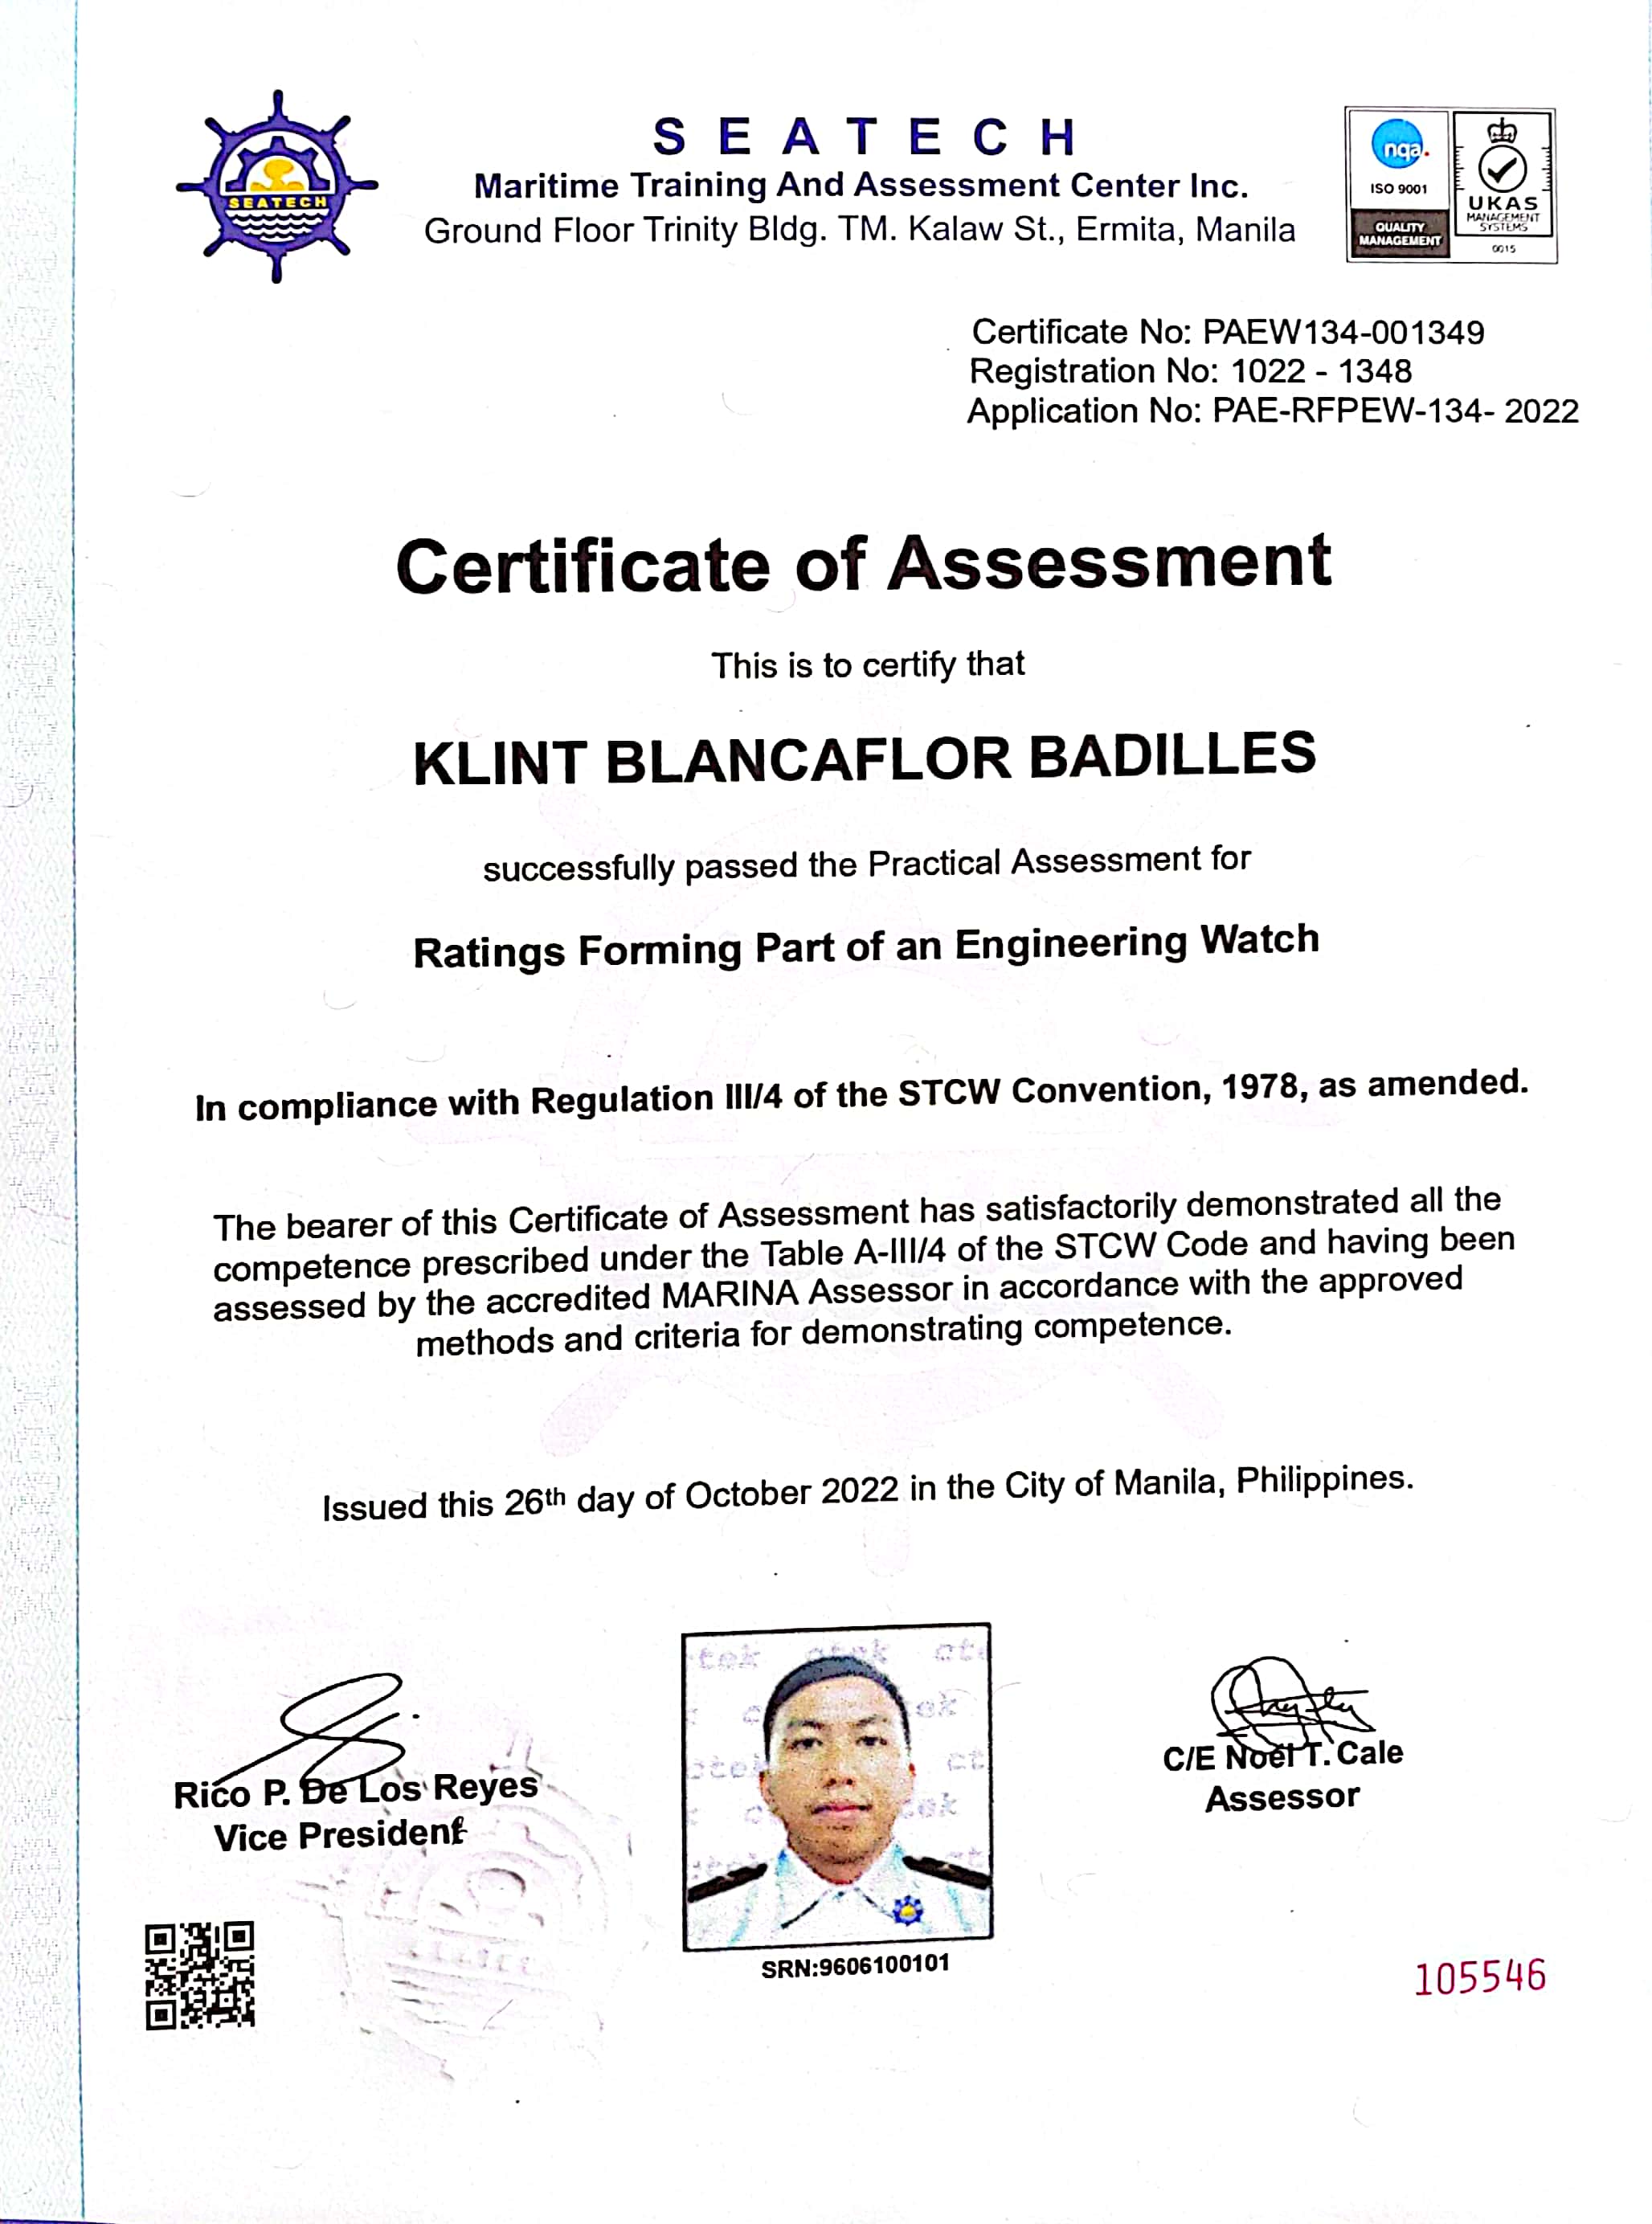 SEATECH
S E A T E C H
Maritime Training And Assessment Center Inc.
Ground Floor Trinity Bldg. TM. Kalaw St., Ermita, Manila
nqa.
ISO 9001
QUALITY
MANAGEMENT
UKAS
MANAGEMENT
SYSTEMS
0015
Certificate No: PAEW134-001349
Registration No: 1022 - 1348
Application No: PAE-RFPEW-134- 2022
Certificate of Assessment
This is to certify that
KLINT BLANCAFLOR BADILLES
successfully passed the Practical Assessment for
Ratings Forming Part of an Engineering Watch
In compliance with Regulation III/4 of the STCW Convention, 1978, as amended.
The bearer of this Certificate of Assessment has satisfactorily demonstrated all the
competence prescribed under the Table A-III/4 of the STCW Code and having been
assessed by the accredited MARINA Assessor in accordance with the approved
methods and criteria for demonstrating competence.
Issued this 26th day of October 2022 in the City of Manila, Philippines.
Rico P. De Los Reyes
Vice President
C/E Noel T. Cale
Assessor
SRN:9606100101
105546